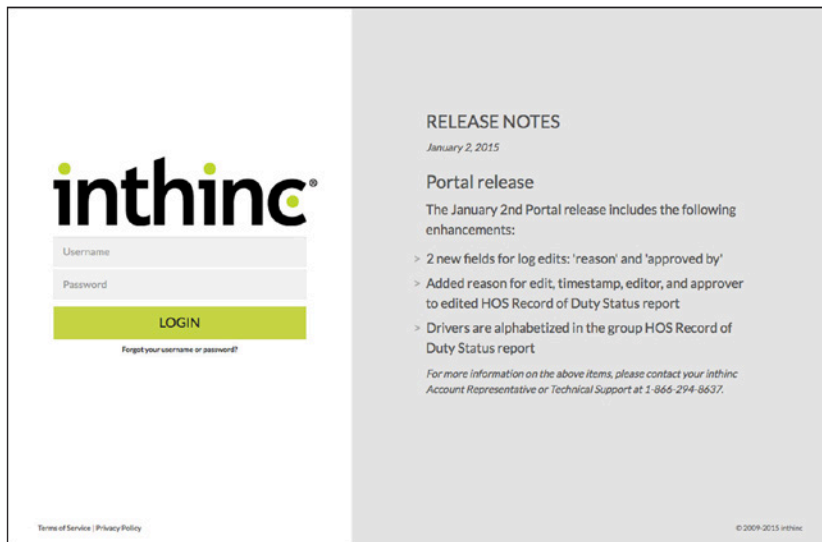 inthinc®
Username
Password
LOGIN
Forgot your username or password?
Terms of Service | Privacy Policy
RELEASE NOTES
January 2, 2015
Portal release
The January 2nd Portal release includes the following
enhancements:
> 2 new fields for log edits: 'reason' and 'approved by'
> Added reason for edit, timestamp, editor, and approver
to edited HOS Record of Duty Status report
> Drivers are alphabetized in the group HOS Record of
Duty Status report
For more information on the above items, please contact your inthinc
Account Representative or Technical Support at 1-866-294-8637.
© 2009-2015 inthinc